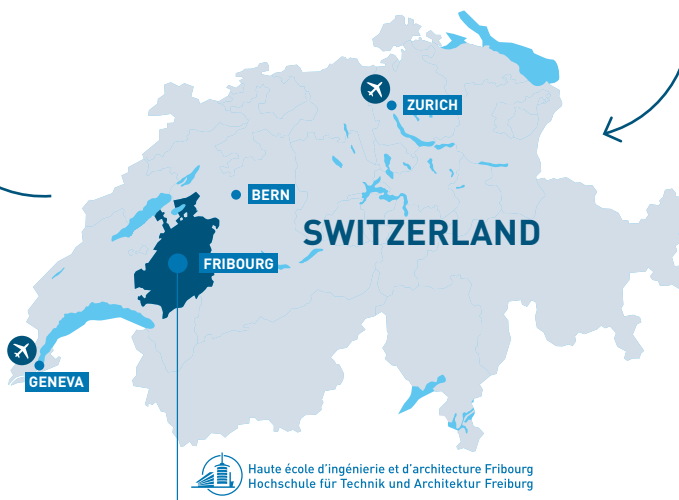 ZURICH
BERN
SWITZERLAND
FRIBOURG
GENEVA
Haute école d'ingénierie et d'architecture Fribourg
Hochschule für Technik und Architektur Freiburg